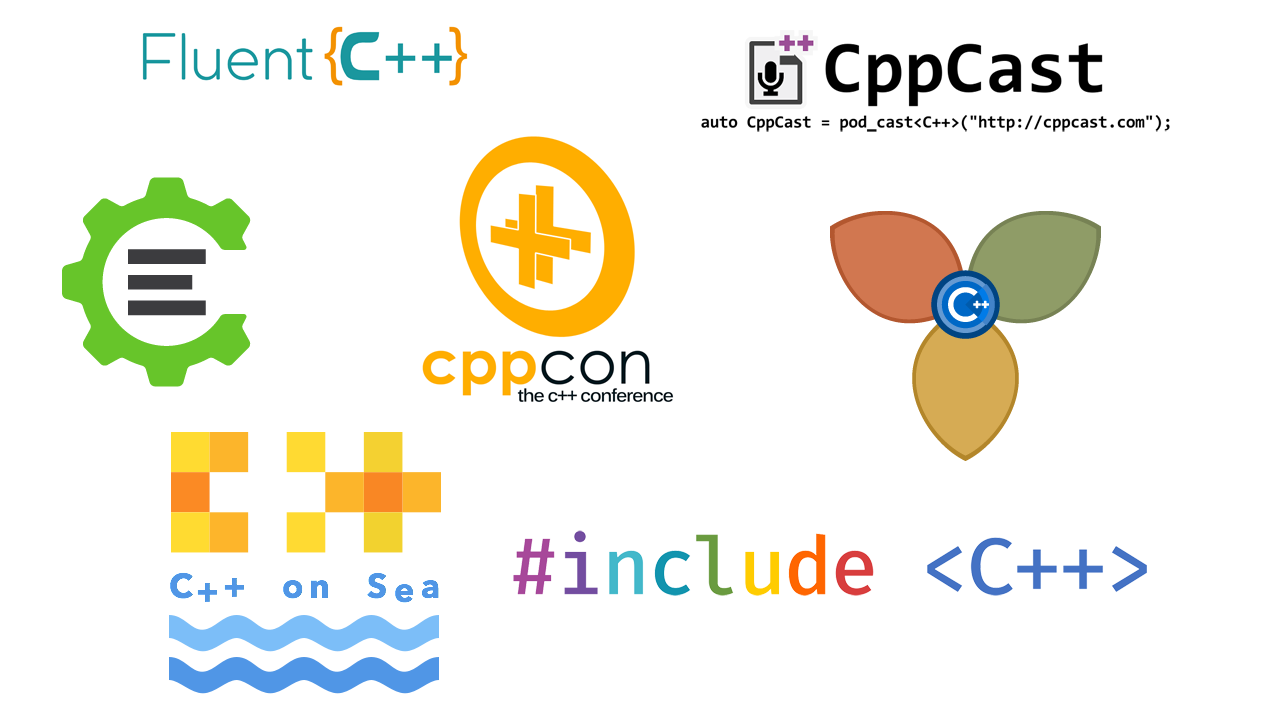 Fluent {C++}
CppCast
auto CppCast = pod_cast<C++>("http://cppcast.com");
C++
cppcon
the c++ conference
C++
C++ on Sea
#include <C++>